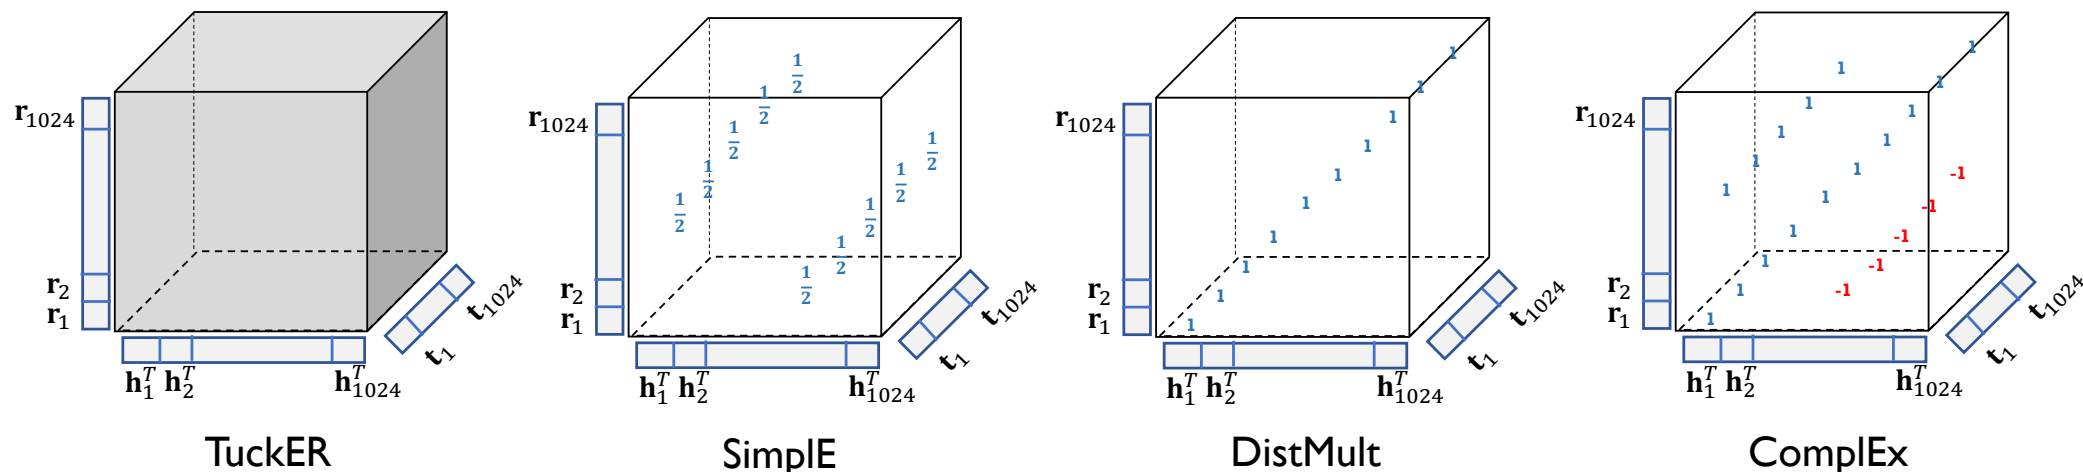 r₁₀₂₄
r₂
r₁
h₁ᵀ h₂ᵀ h₁₀₂₄ᵀ
t₁
t₁₀₂₄
TuckER
r₁₀₂₄
r₂
r₁
1/2
1/2
1/2
1/2
1/2
1/2
1/2
1/2
1/2
1/2
h₁ᵀ h₂ᵀ h₁₀₂₄ᵀ
t₁
t₁₀₂₄
SimplE
r₁₀₂₄
r₂
r₁
1
1
1
1
1
1
1
1
1
1
h₁ᵀ h₂ᵀ h₁₀₂₄ᵀ
t₁
t₁₀₂₄
DistMult
r₁₀₂₄
r₂
r₁
1
1
1
1
1
1
1
1
1
-1
1
1
-1
1
-1
1
-1
1 -1
1
h₁ᵀ h₂ᵀ h₁₀₂₄ᵀ
t₁
t₁₀₂₄
ComplEx